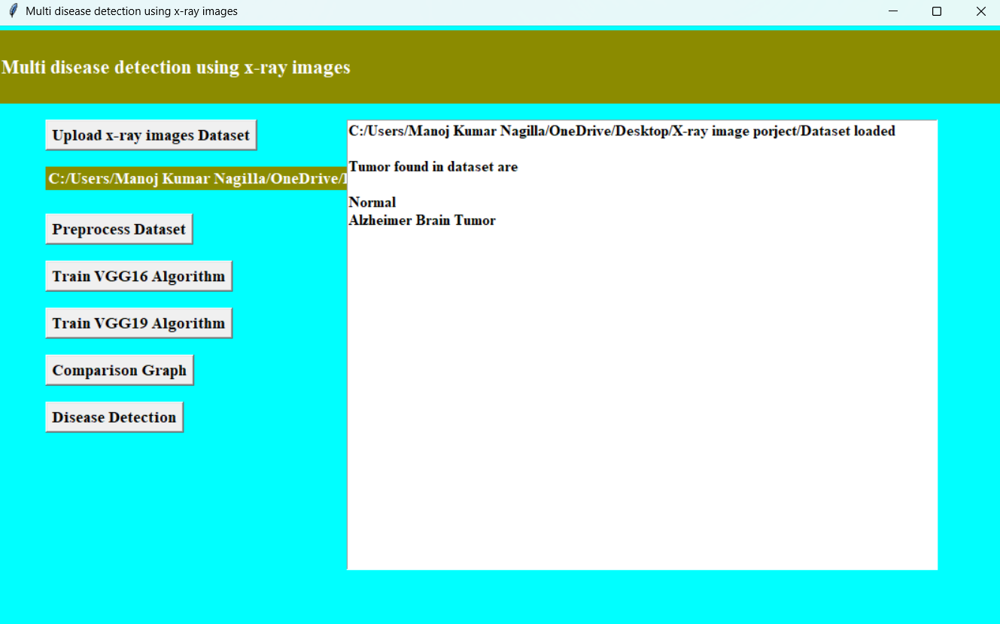 Multi disease detection using x-ray images
Multi disease detection using x-ray images
Upload x-ray images Dataset
C:/Users/Manoj Kumar Nagilla/OneDrive/
Preprocess Dataset
Train VGG16 Algorithm
Train VGG19 Algorithm
Comparison Graph
Disease Detection
C:/Users/Manoj Kumar Nagilla/OneDrive/Desktop/X-ray image porject/Dataset loaded
Tumor found in dataset are
Normal
Alzheimer Brain Tumor